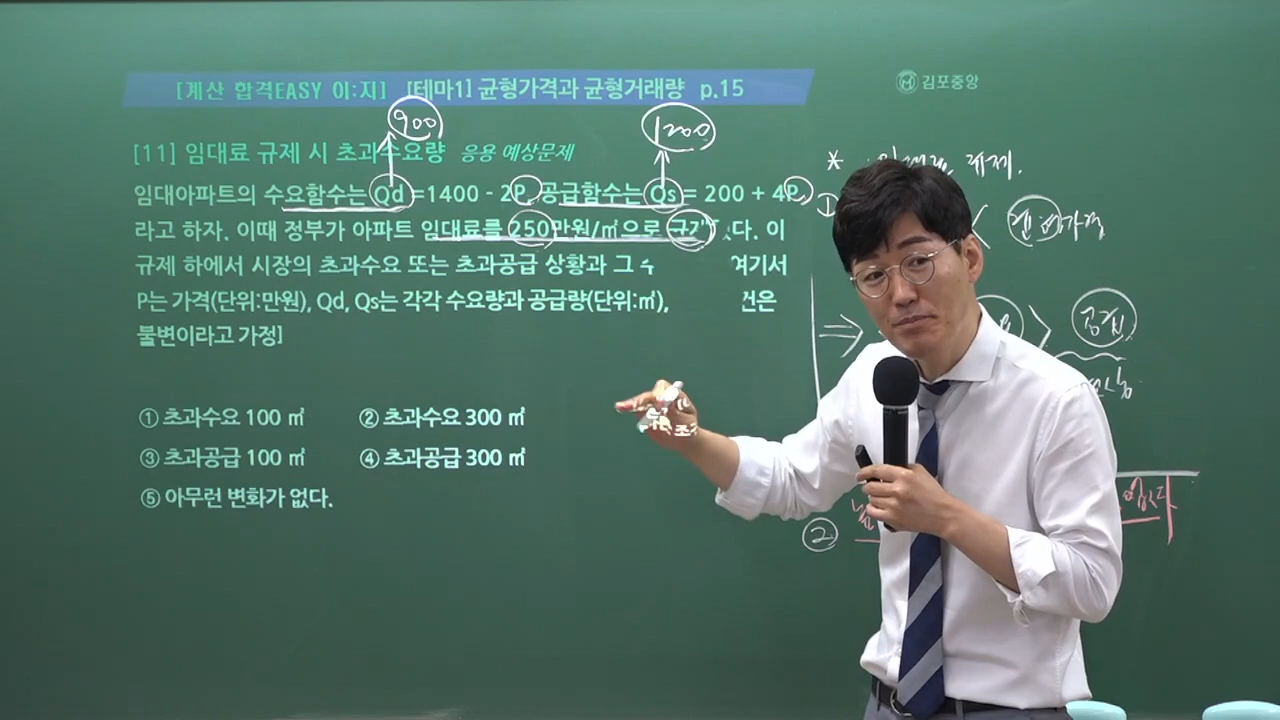 [계산 합격EASY 이:지] [테마1] 균형가격과 균형거래량 p.15
김포중앙
900
1200
[11] 임대료 규제 시 초과수요량 응용 예상문제
임대아파트의 수요함수는 Qd =1400 - 2P, 공급함수는 Qs = 200 + 4P,
라고 하자. 이때 정부가 아파트 임대료를 250만원/㎡으로 다. 이
규제 하에서 시장의 초과수요 또는 초과공급 상황과 그 여기서
P는 가격(단위:만원), Qd, Qs는 각각 수요량과 공급량(단위:㎡),
불변이라고 가정]
① 초과수요 100 ㎡ ② 초과수요 300 ㎡
③ 초과공급 100 ㎡ ④ 초과공급 300 ㎡
⑤ 아무런 변화가 없다.
*
①
⇒ > 공급
②